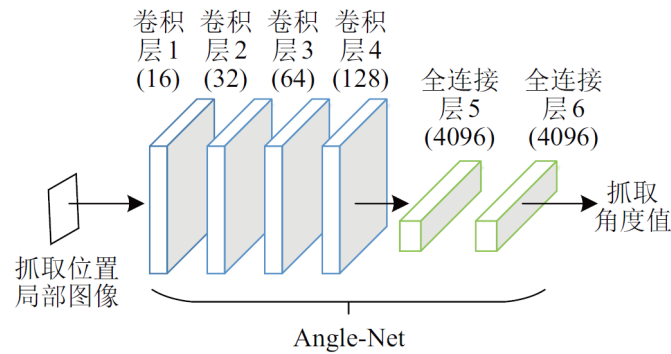 卷积
层1
(16)
卷积
层2
(32)
卷积
层3
(64)
卷积
层4
(128)
全连接
层5
(4096)
全连接
层6
(4096)
抓取位置
局部图像
抓取
角度值
Angle-Net